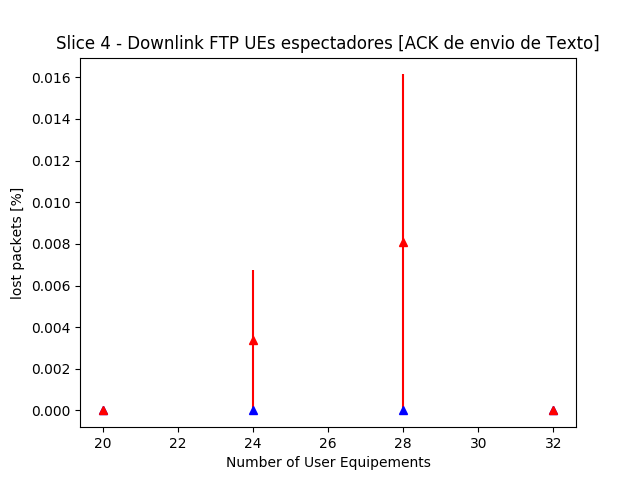 Slice 4 - Downlink FTP UEs espectadores [ACK de envio de Texto]
0.016
0.014
0.012
0.010
0.008
0.006
0.004
0.002
0.000
lost packets [%]
20 22 24 26 28 30 32
Number of User Equipements